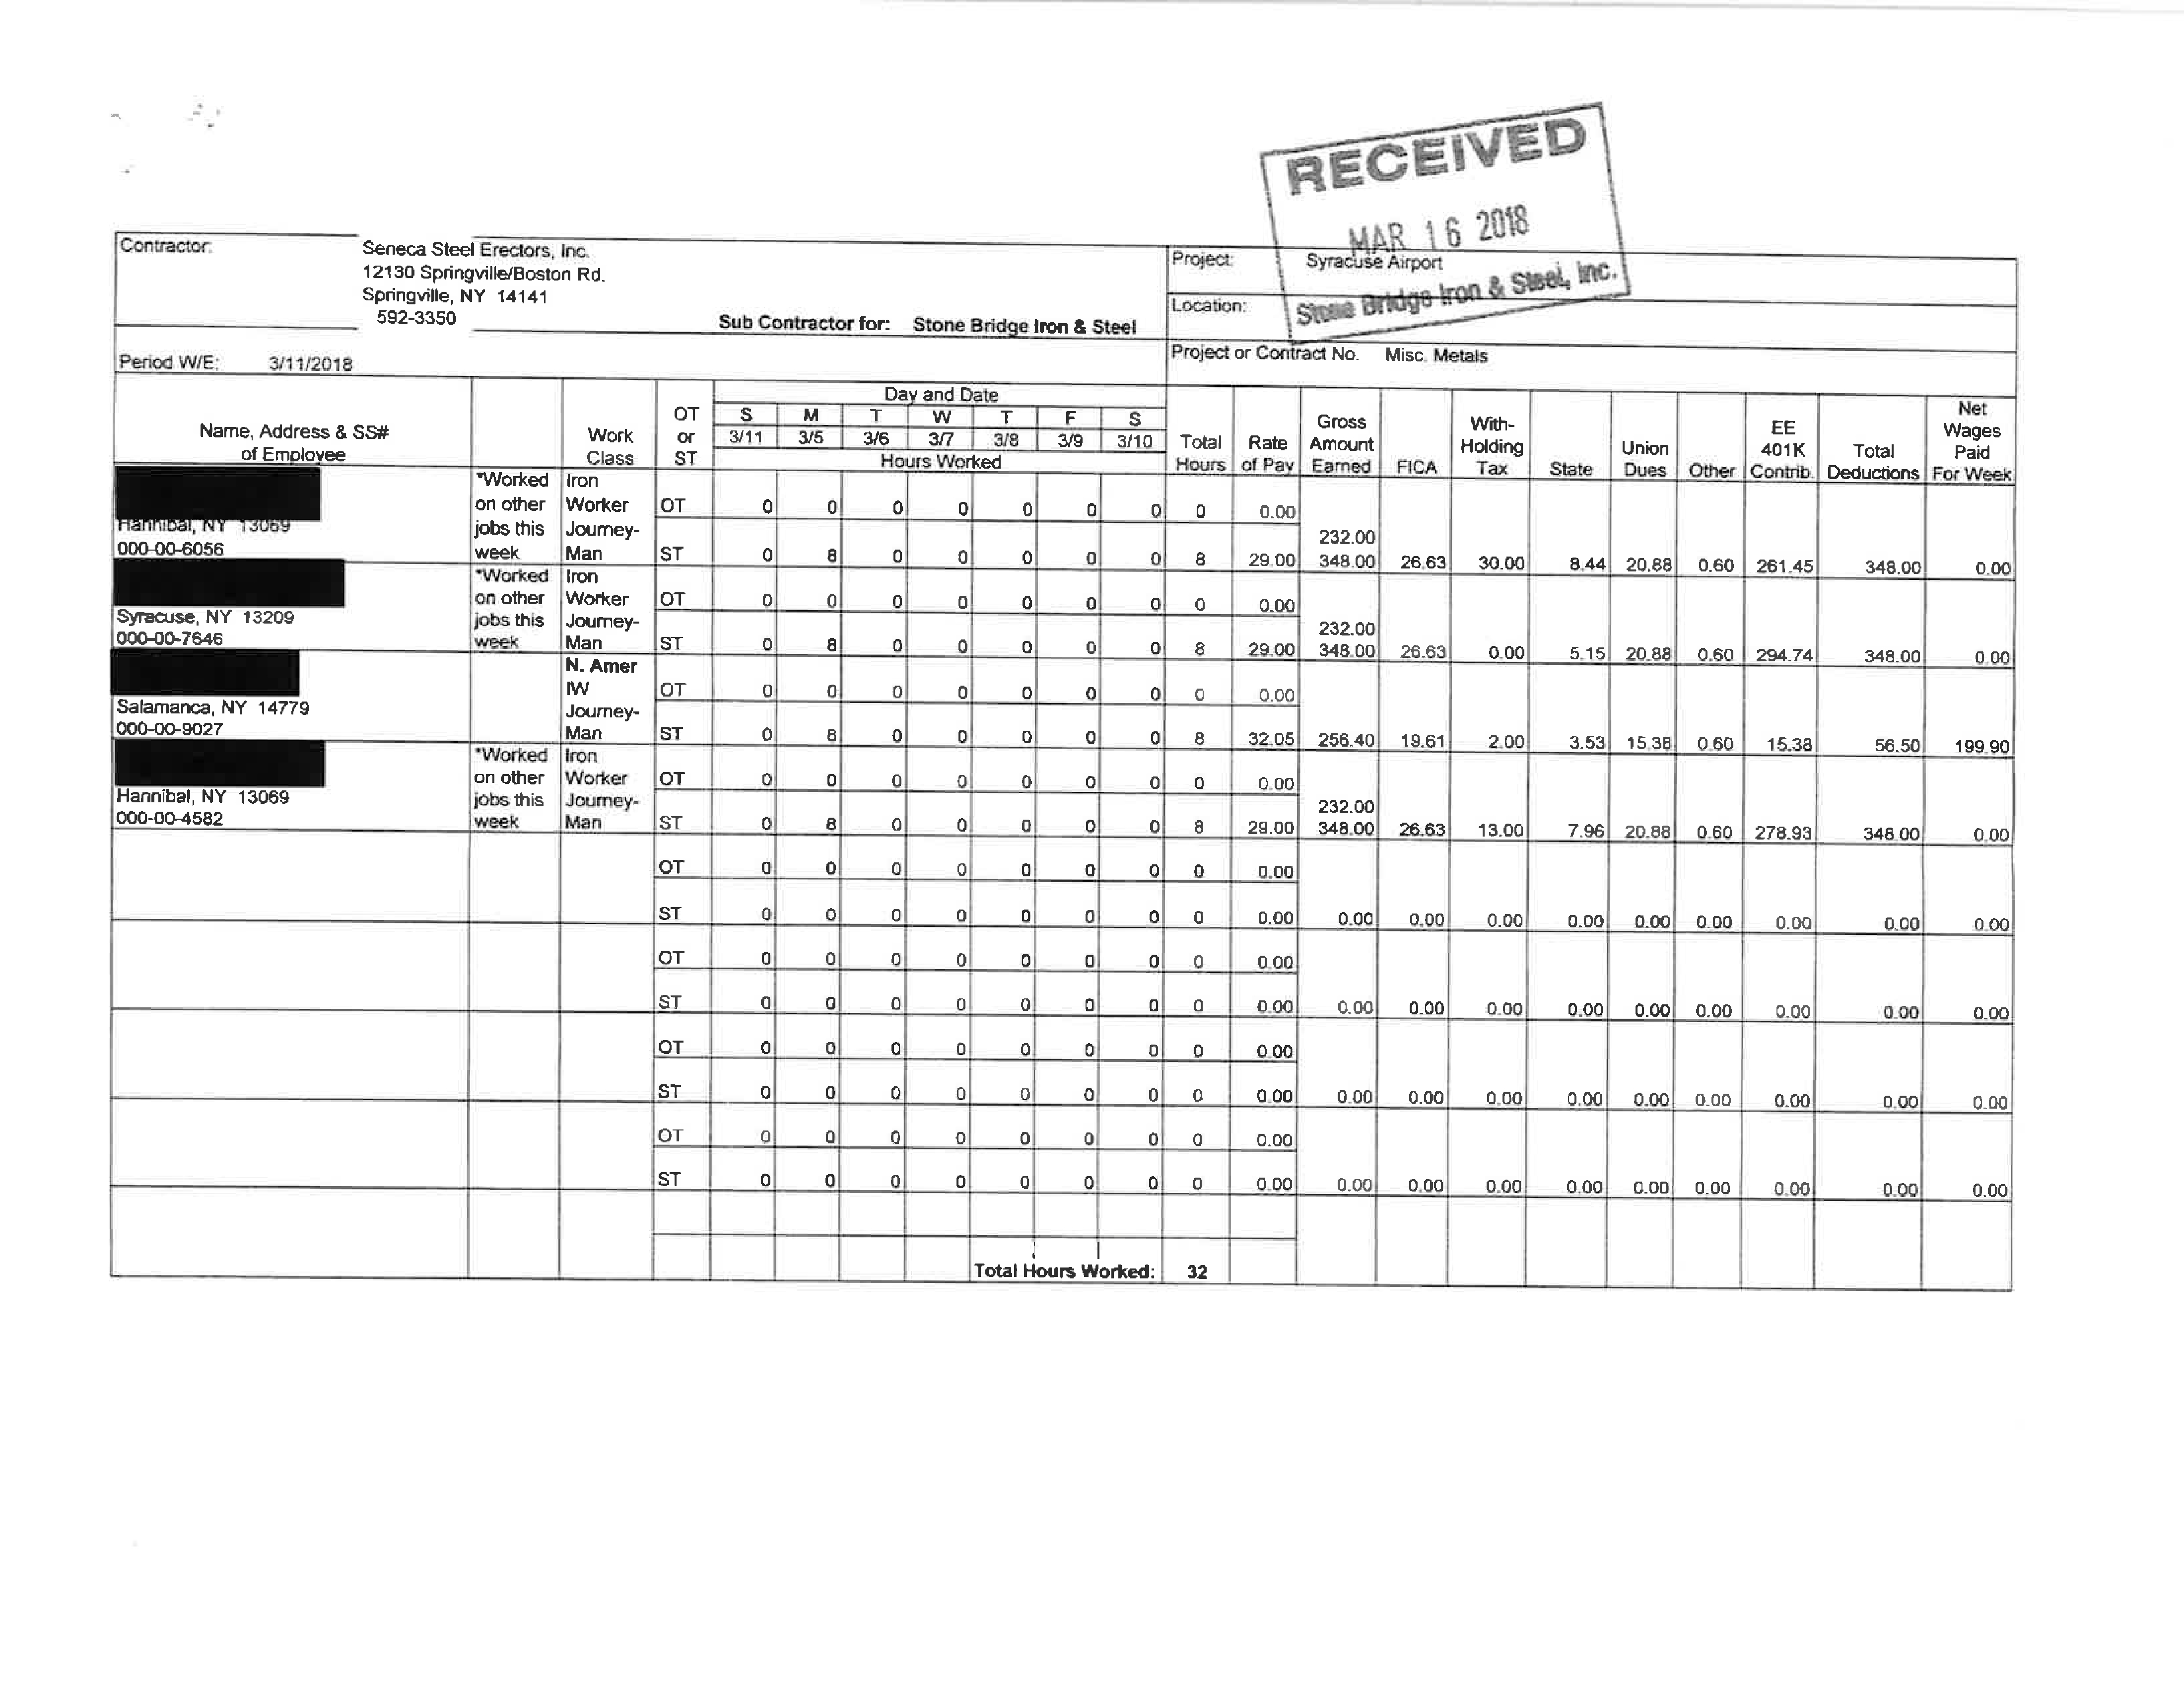 RECEIVED
MAR 16 2018
Stone Bridge Iron & Steel, Inc.
Contractor:
Seneca Steel Erectors, Inc.
12130 Springville/Boston Rd.
Springville, NY 14141
592-3350
Sub Contractor for: Stone Bridge Iron & Steel
Project: Syracuse Airport
Location:
Project or Contract No. Misc. Metals
Period W/E: 3/11/2018
Name, Address & SS# of Employee
Work Class
OT or ST
Day and Date
S M T W T F S
3/11 3/5 3/6 3/7 3/8 3/9 3/10
Hours Worked
Total Hours
Rate of Pay
Gross Amount Earned
FICA
With-Holding Tax
State
Union Dues
Other
EE 401K Contrib.
Total Deductions
Net Wages Paid For Week
Hannibal, NY 13069
000-00-6056
*Worked on other jobs this week
Iron Worker Journey-Man
OT 0 0 0 0 0 0 0 0 0.00
232.00
ST 0 8 0 0 0 0 0 8 29.00 348.00 26.63 30.00 8.44 20.88 0.60 261.45 348.00 0.00
Syracuse, NY 13209
000-00-7646
*Worked on other jobs this week
Iron Worker Journey-Man
OT 0 0 0 0 0 0 0 0 0.00
232.00
ST 0 8 0 0 0 0 0 8 29.00 348.00 26.63 0.00 5.15 20.88 0.60 294.74 348.00 0.00
Salamanca, NY 14779
000-00-9027
N. Amer IW Journey-Man
OT 0 0 0 0 0 0 0 0 0.00
ST 0 8 0 0 0 0 0 8 32.05 256.40 19.61 2.00 3.53 15.38 0.60 15.38 56.50 199.90
Hannibal, NY 13069
000-00-4582
*Worked on other jobs this week
Iron Worker Journey-Man
OT 0 0 0 0 0 0 0 0 0.00
232.00
ST 0 8 0 0 0 0 0 8 29.00 348.00 26.63 13.00 7.96 20.88 0.60 278.93 348.00 0.00
OT 0 0 0 0 0 0 0 0 0.00
ST 0 0 0 0 0 0 0 0 0.00 0.00 0.00 0.00 0.00 0.00 0.00 0.00 0.00 0.00
OT 0 0 0 0 0 0 0 0 0.00
ST 0 0 0 0 0 0 0 0 0.00 0.00 0.00 0.00 0.00 0.00 0.00 0.00 0.00 0.00
OT 0 0 0 0 0 0 0 0 0.00
ST 0 0 0 0 0 0 0 0 0.00 0.00 0.00 0.00 0.00 0.00 0.00 0.00 0.00 0.00
OT 0 0 0 0 0 0 0 0 0.00
ST 0 0 0 0 0 0 0 0 0.00 0.00 0.00 0.00 0.00 0.00 0.00 0.00 0.00 0.00
Total Hours Worked: 32